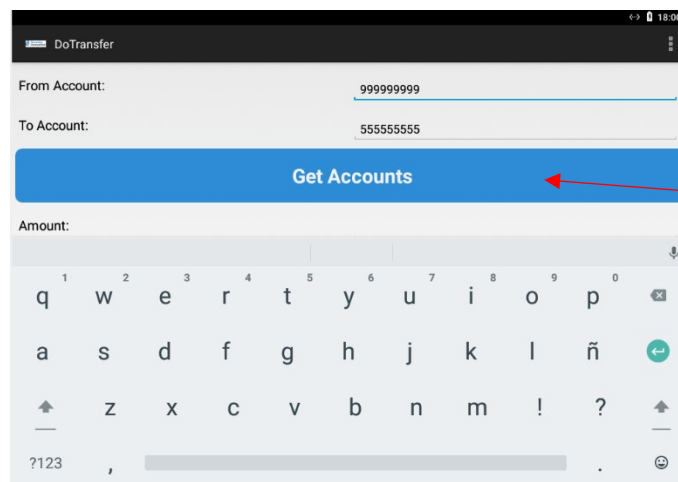 18:00
DoTransfer
From Account: 999999999
To Account: 555555555
Get Accounts
Amount:
1 2 3 4 5 6 7 8 9 0
q w e r t y u i o p
a s d f g h j k l ñ
z x c v b n m ! ?
?123 , .